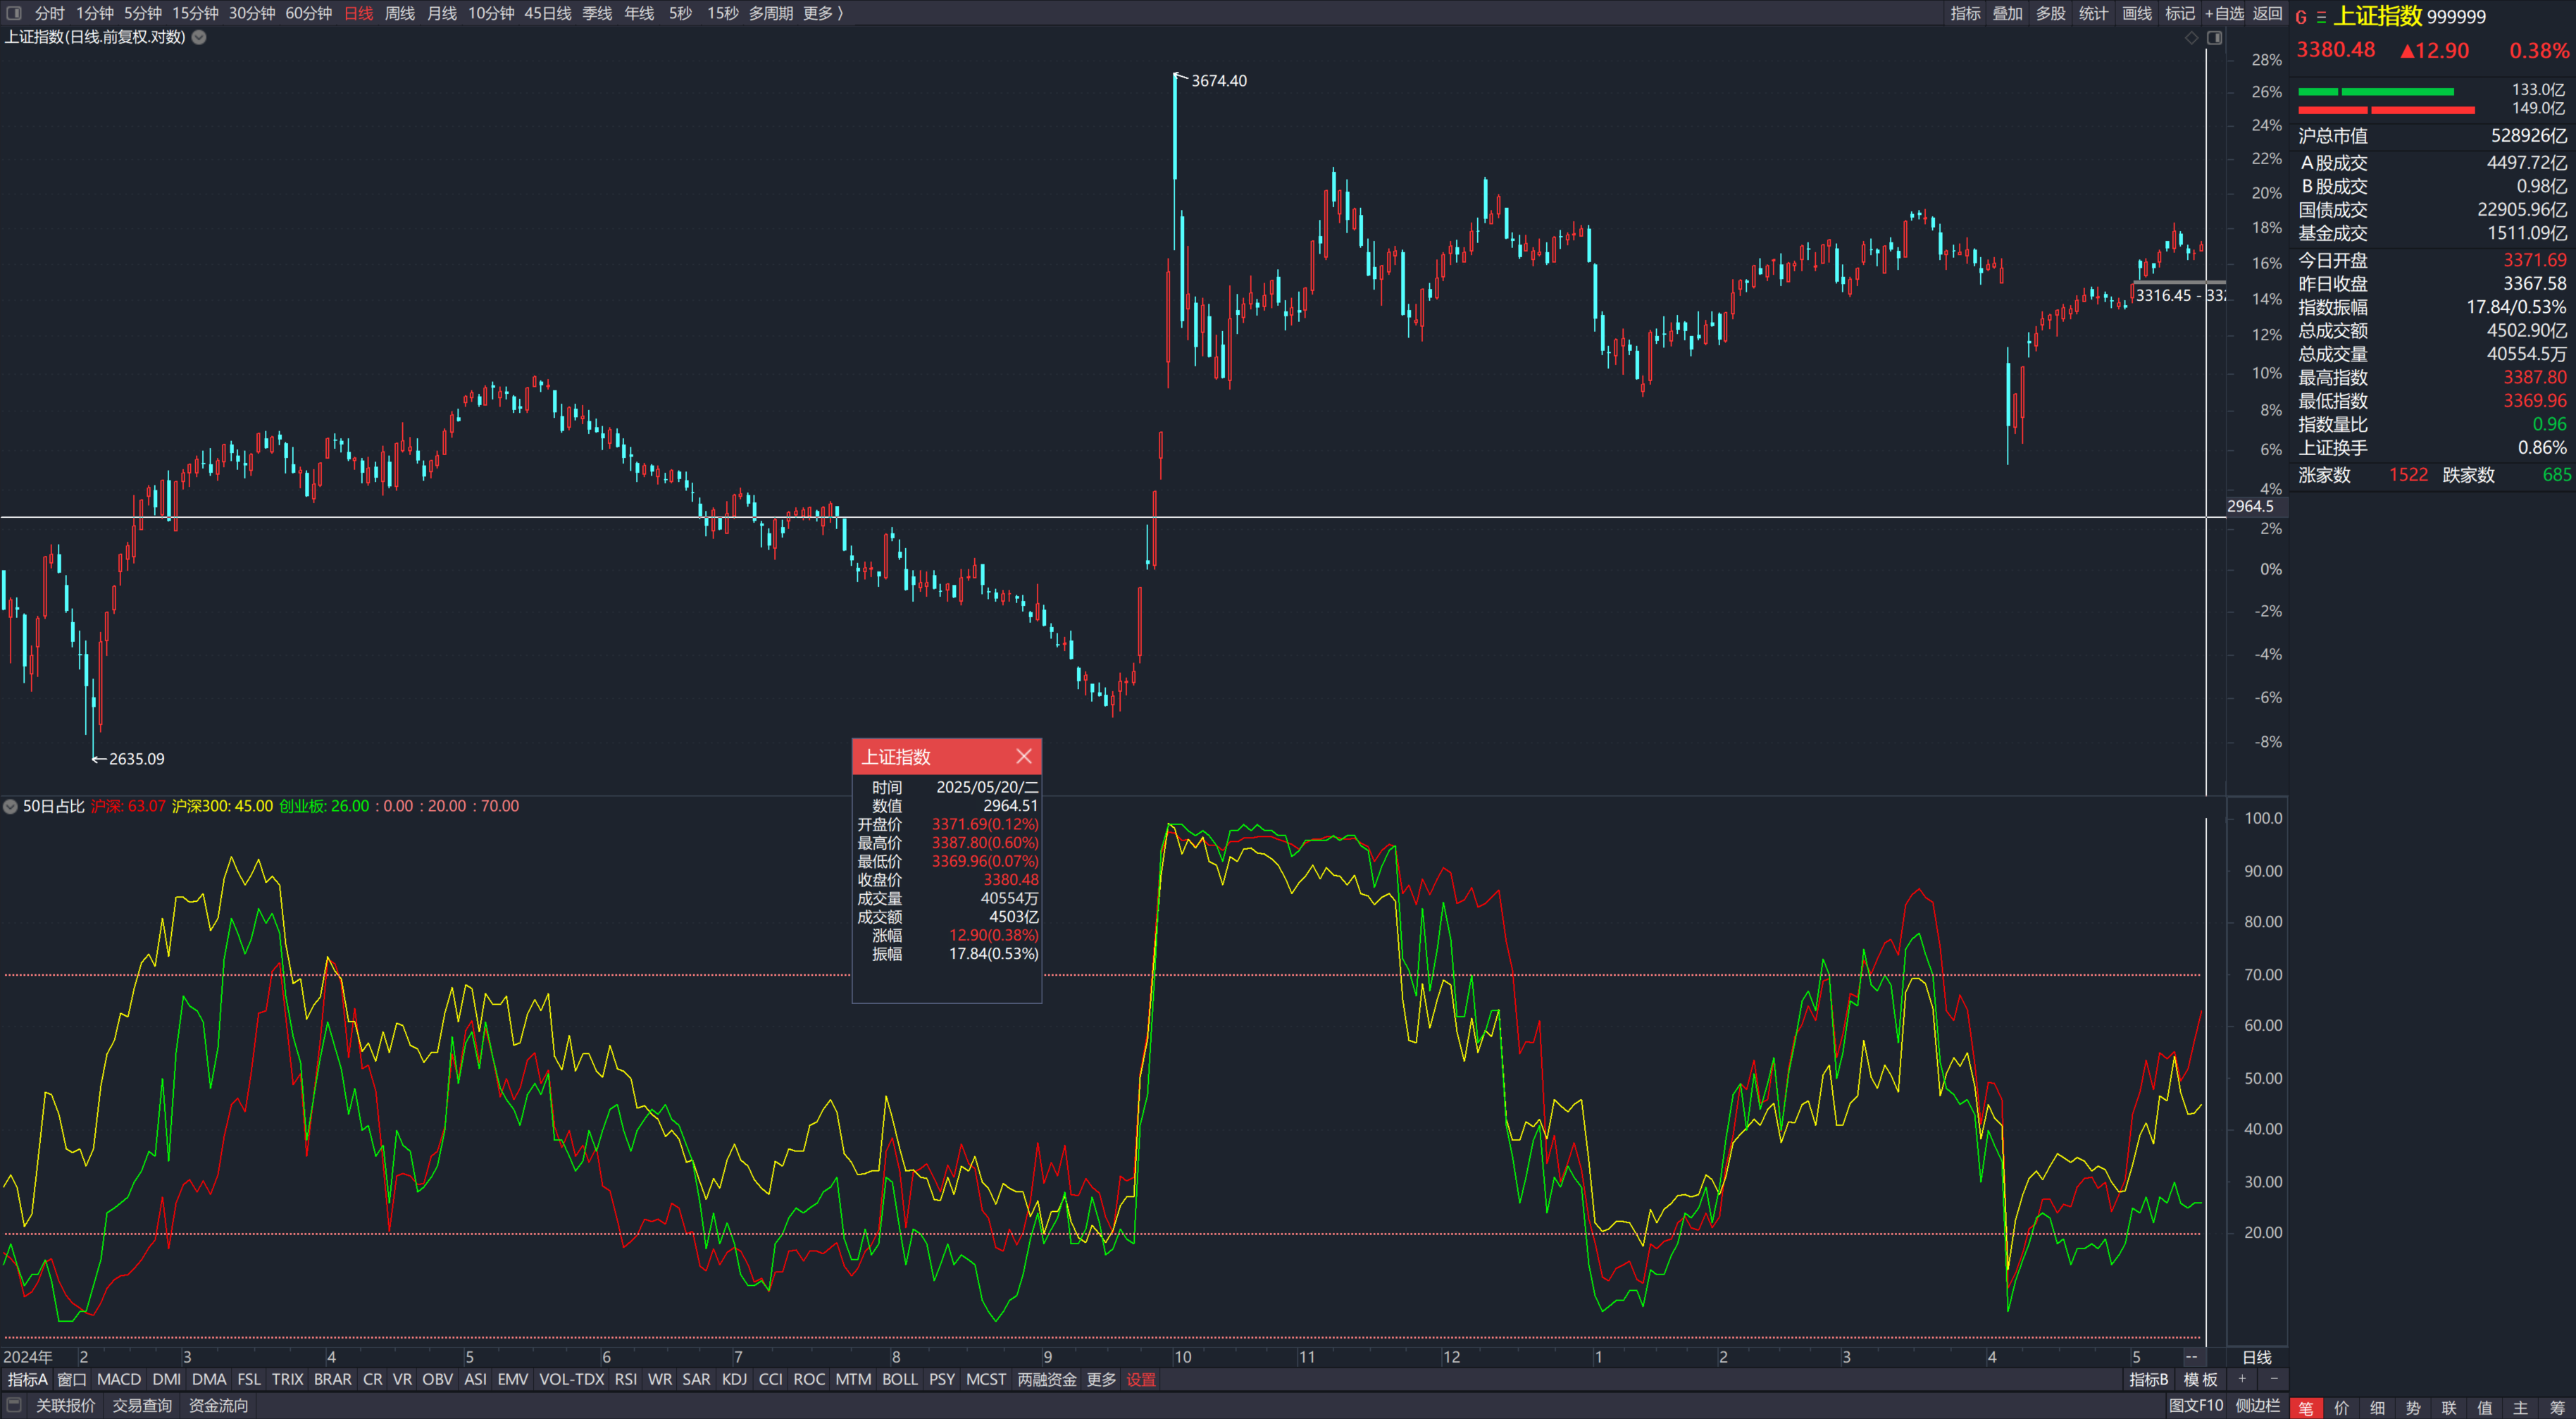 分时 1分钟 5分钟 15分钟 30分钟 60分钟 日线 周线 月线 10分钟 45日线 季线 年线 5秒 15秒 多周期 更多 〉 指标 叠加 多股 统计 画线 标记 +自选 返回
上证指数(日线.前复权.对数)
3674.40
2635.09
3316.45 - 332
28%
26%
24%
22%
20%
18%
16%
14%
12%
10%
8%
6%
4%
2964.5
2%
0%
-2%
-4%
-6%
-8%
上证指数
时间 2025/05/20/二
数值 2964.51
开盘价 3371.69(0.12%)
最高价 3387.80(0.60%)
最低价 3369.96(0.07%)
收盘价 3380.48
成交量 40554万
成交额 4503亿
涨幅 12.90(0.38%)
振幅 17.84(0.53%)
50日占比 沪深: 63.07 沪深300: 45.00 创业板: 26.00 : 0.00 : 20.00 : 70.00
100.0
90.00
80.00
70.00
60.00
50.00
40.00
30.00
20.00
2024年 2 3 4 5 6 7 8 9 10 11 12 1 2 3 4 5 -- 日线
指标A 窗口 MACD DMI DMA FSL TRIX BRAR CR VR OBV ASI EMV VOL-TDX RSI WR SAR KDJ CCI ROC MTM BOLL PSY MCST 两融资金 更多 设置 指标B 模板 + -
关联报价 交易查询 资金流向 图文F10 侧边栏
G 上证指数 999999
3380.48 ▲12.90 0.38%
133.0亿
149.0亿
沪总市值 528926亿
A股成交 4497.72亿
B股成交 0.98亿
国债成交 22905.96亿
基金成交 1511.09亿
今日开盘 3371.69
昨日收盘 3367.58
指数振幅 17.84/0.53%
总成交额 4502.90亿
总成交量 40554.5万
最高指数 3387.80
最低指数 3369.96
指数量比 0.96
上证换手 0.86%
涨家数 1522 跌家数 685
笔 价 细 势 联 值 主 筹